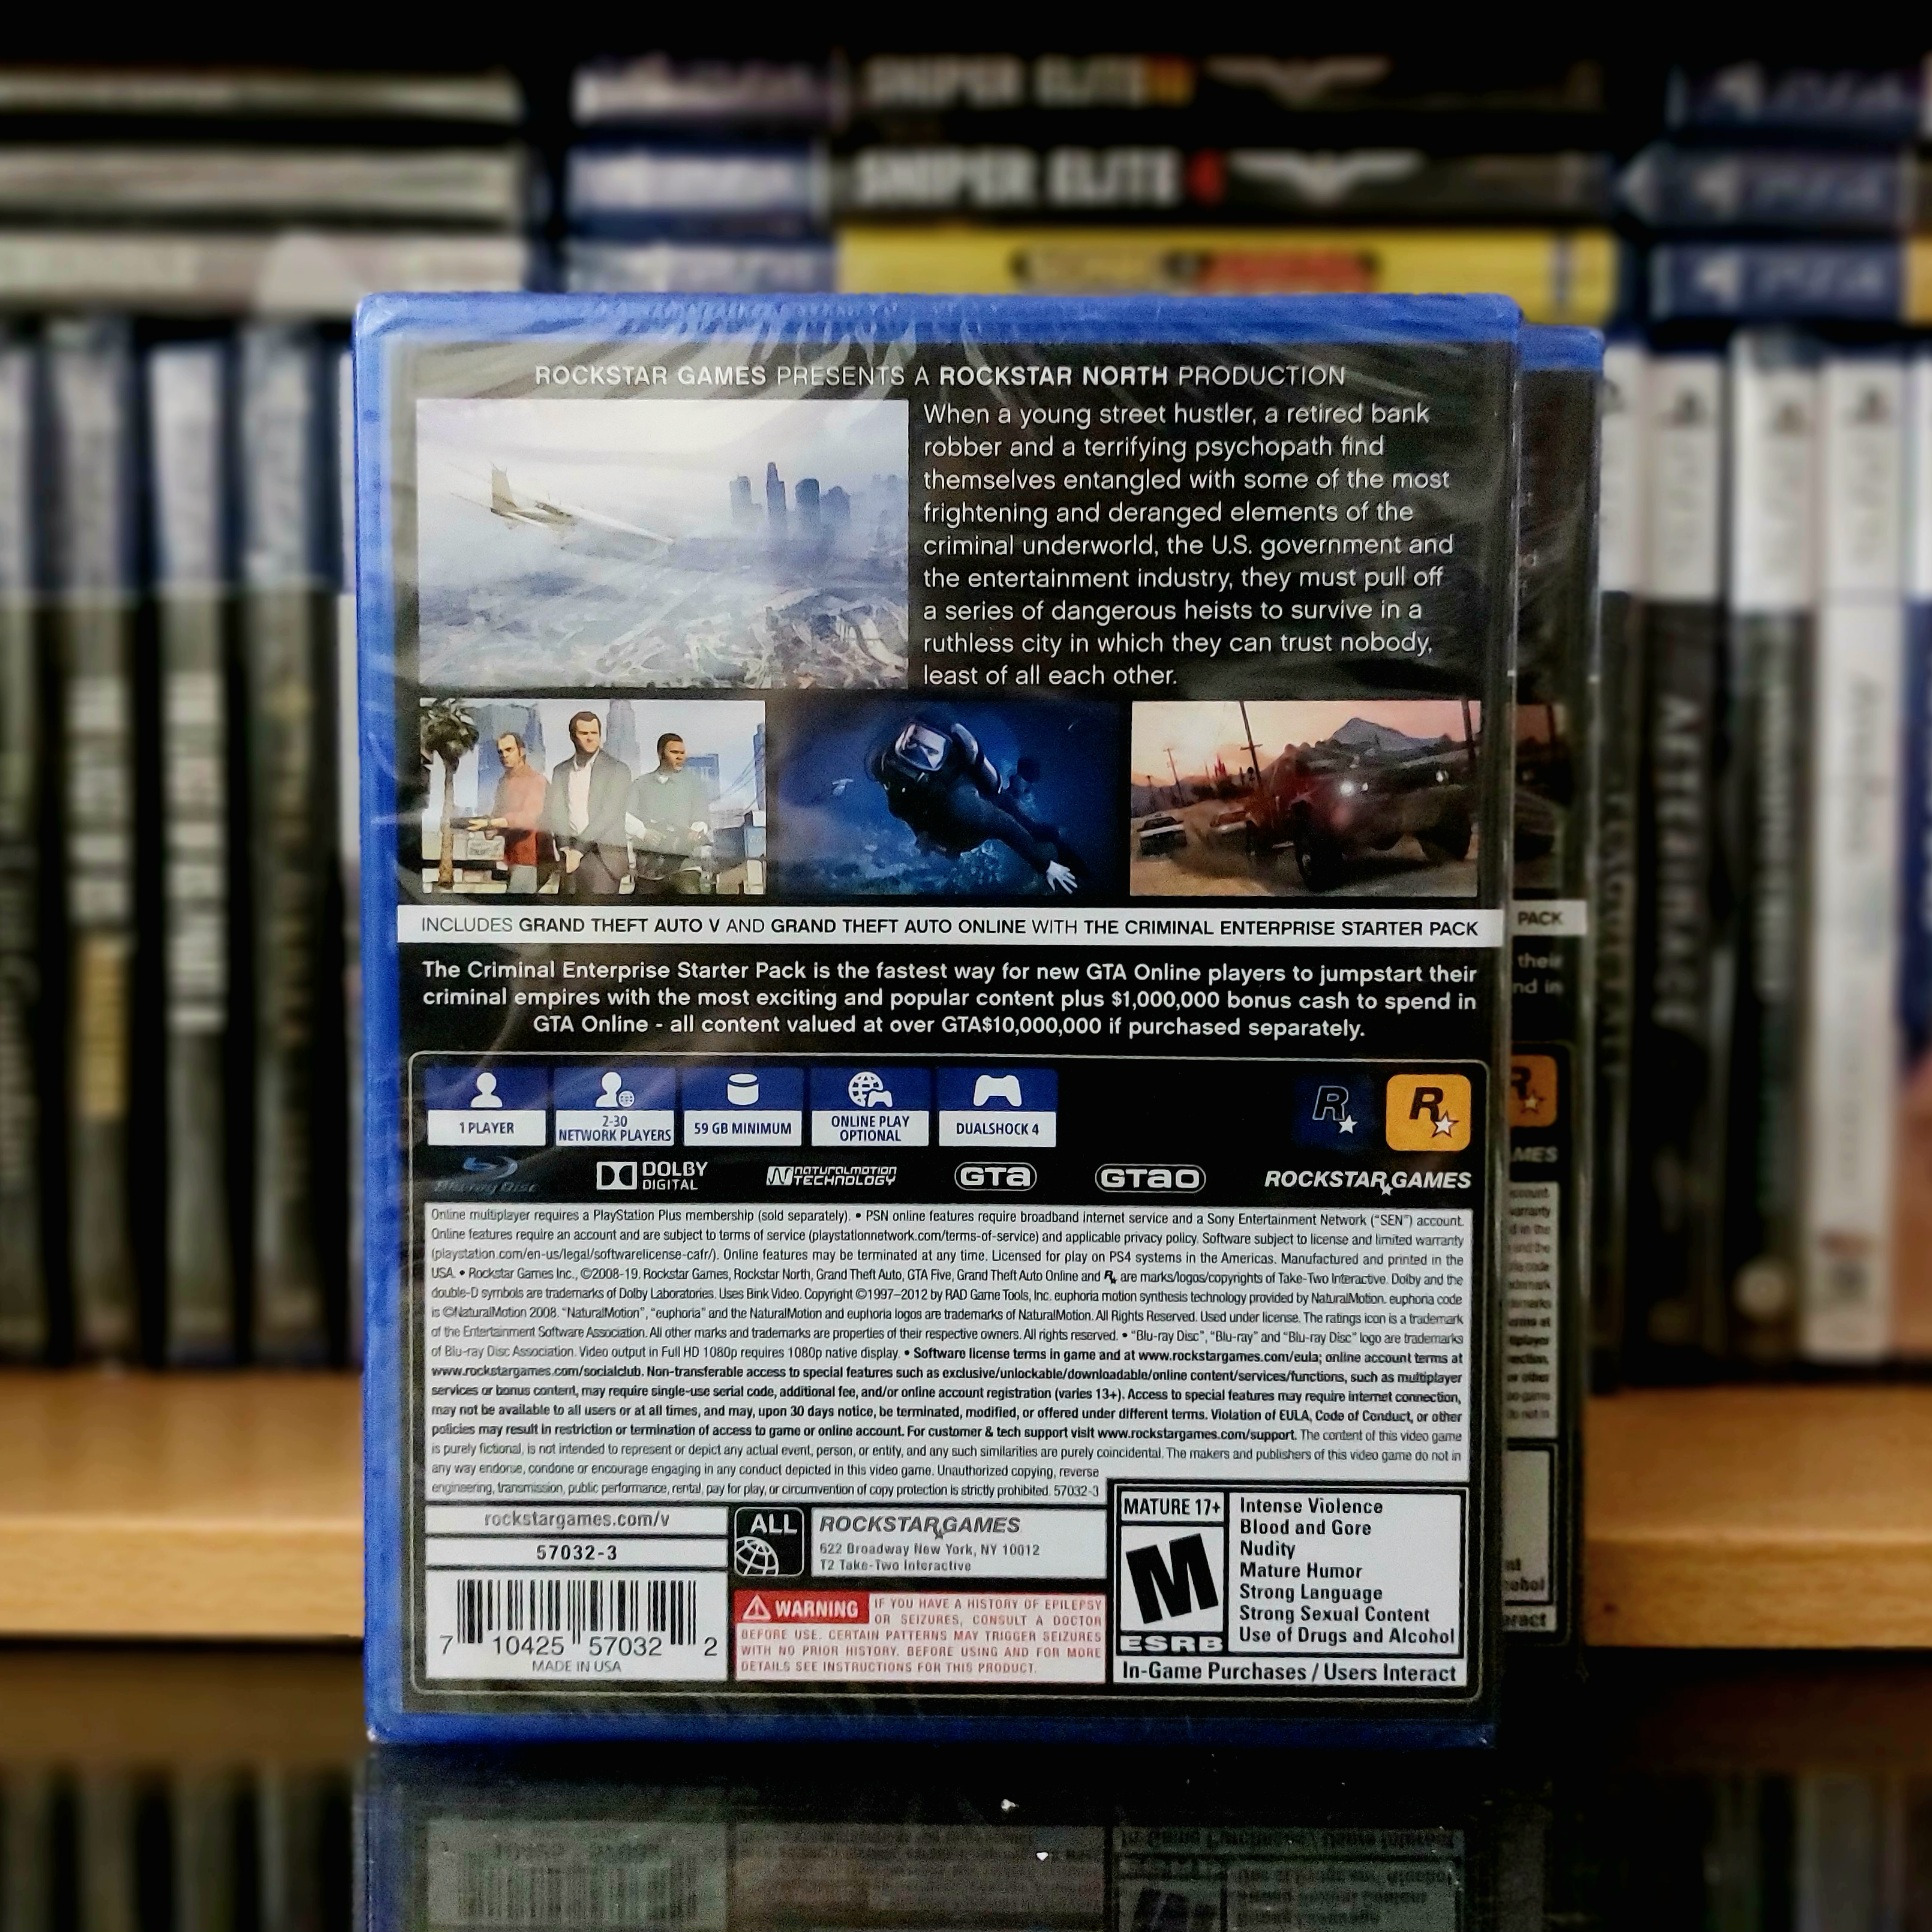 SNIPER ELITE III
SNIPER ELITE 4
PS4
PS4
PS4
ROCKSTAR GAMES PRESENTS A ROCKSTAR NORTH PRODUCTION
When a young street hustler, a retired bank
robber and a terrifying psychopath find
themselves entangled with some of the most
frightening and deranged elements of the
criminal underworld, the U.S. government and
the entertainment industry, they must pull off
a series of dangerous heists to survive in a
ruthless city in which they can trust nobody,
least of all each other.
INCLUDES GRAND THEFT AUTO V AND GRAND THEFT AUTO ONLINE WITH THE CRIMINAL ENTERPRISE STARTER PACK
The Criminal Enterprise Starter Pack is the fastest way for new GTA Online players to jumpstart their
criminal empires with the most exciting and popular content plus $1,000,000 bonus cash to spend in
GTA Online - all content valued at over GTA$10,000,000 if purchased separately.
PACK
their
nd in
1 PLAYER
2-30
NETWORK PLAYERS
59 GB MINIMUM
ONLINE PLAY
OPTIONAL
DUALSHOCK 4
R
R
Blu-ray Disc
DOLBY
DIGITAL
NATURALMOTION
TECHNOLOGY
GTA
GTAO
ROCKSTAR GAMES
Online multiplayer requires a PlayStation Plus membership (sold separately). • PSN online features require broadband internet service and a Sony Entertainment Network (“SEN”) account.
Online features require an account and are subject to terms of service (playstationnetwork.com/terms-of-service) and applicable privacy policy. Software subject to license and limited warranty
(playstation.com/en-us/legal/softwarelicense-cafr/). Online features may be terminated at any time. Licensed for play on PS4 systems in the Americas. Manufactured and printed in the
USA. • Rockstar Games Inc., ©2008-19. Rockstar Games, Rockstar North, Grand Theft Auto, GTA Five, Grand Theft Auto Online and R are marks/logos/copyrights of Take-Two Interactive. Dolby and the
double-D symbols are trademarks of Dolby Laboratories. Uses Bink Video. Copyright ©1997–2012 by RAD Game Tools, Inc. euphoria motion synthesis technology provided by NaturalMotion. euphoria code
is ©NaturalMotion 2008. “NaturalMotion”, “euphoria” and the NaturalMotion and euphoria logos are trademarks of NaturalMotion. All Rights Reserved. Used under license. The ratings icon is a trademark
of the Entertainment Software Association. All other marks and trademarks are properties of their respective owners. All rights reserved. • “Blu-ray Disc”, “Blu-ray” and “Blu-ray Disc” logo are trademarks
of Blu-ray Disc Association. Video output in Full HD 1080p requires 1080p native display. • Software license terms in game and at www.rockstargames.com/eula; online account terms at
www.rockstargames.com/socialclub. Non-transferable access to special features such as exclusive/unlockable/downloadable/online content/services/functions, such as multiplayer
services or bonus content, may require single-use serial code, additional fee, and/or online account registration (varies 13+). Access to special features may require internet connection,
may not be available to all users or at all times, and may, upon 30 days notice, be terminated, modified, or offered under different terms. Violation of EULA, Code of Conduct, or other
policies may result in restriction or termination of access to game or online account. For customer & tech support visit www.rockstargames.com/support. The content of this video game
is purely fictional, is not intended to represent or depict any actual event, person, or entity, and any such similarities are purely coincidental. The makers and publishers of this video game do not in
any way endorse, condone or encourage engaging in any conduct depicted in this video game. Unauthorized copying, reverse
engineering, transmission, public performance, rental, pay for play, or circumvention of copy protection is strictly prohibited. 57032-3
rockstargames.com/v
57032-3
7 10425 57032 2
MADE IN USA
ALL
ROCKSTAR GAMES
622 Broadway New York, NY 10012
T2 Take-Two Interactive
WARNING IF YOU HAVE A HISTORY OF EPILEPSY
OR SEIZURES, CONSULT A DOCTOR
BEFORE USE. CERTAIN PATTERNS MAY TRIGGER SEIZURES
WITH NO PRIOR HISTORY. BEFORE USING AND FOR MORE
DETAILS SEE INSTRUCTIONS FOR THIS PRODUCT.
MATURE 17+
M
ESRB
Intense Violence
Blood and Gore
Nudity
Mature Humor
Strong Language
Strong Sexual Content
Use of Drugs and Alcohol
In-Game Purchases / Users Interact